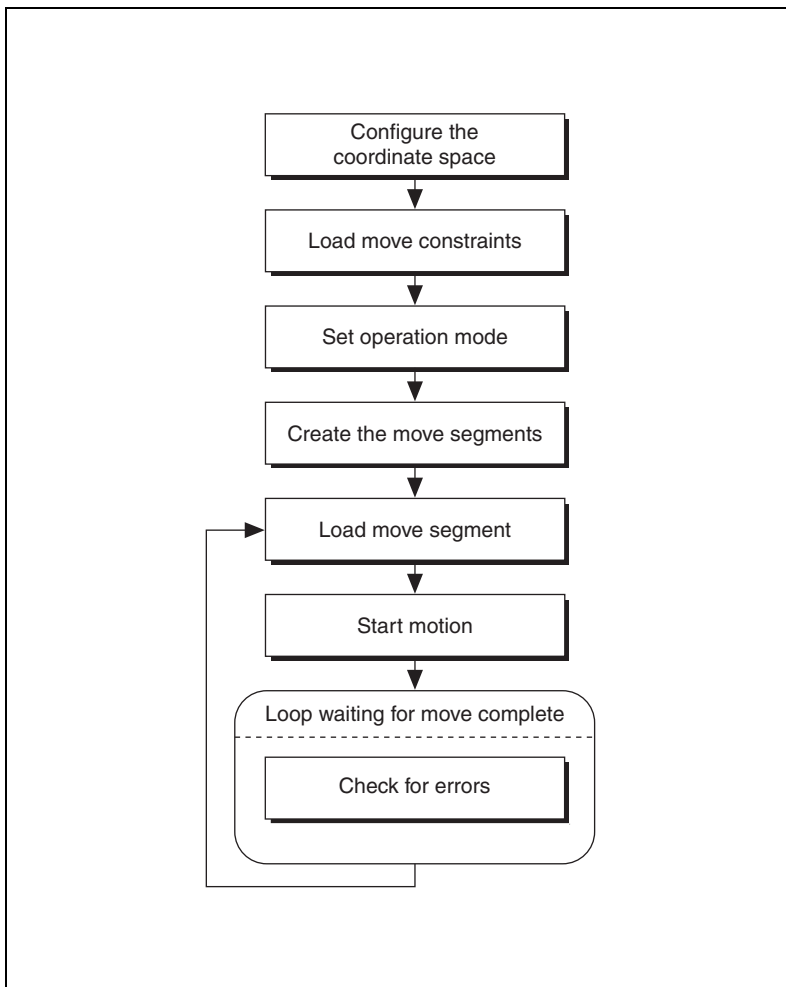 Configure the
coordinate space
Load move constraints
Set operation mode
Create the move segments
Load move segment
Start motion
Loop waiting for move complete
Check for errors